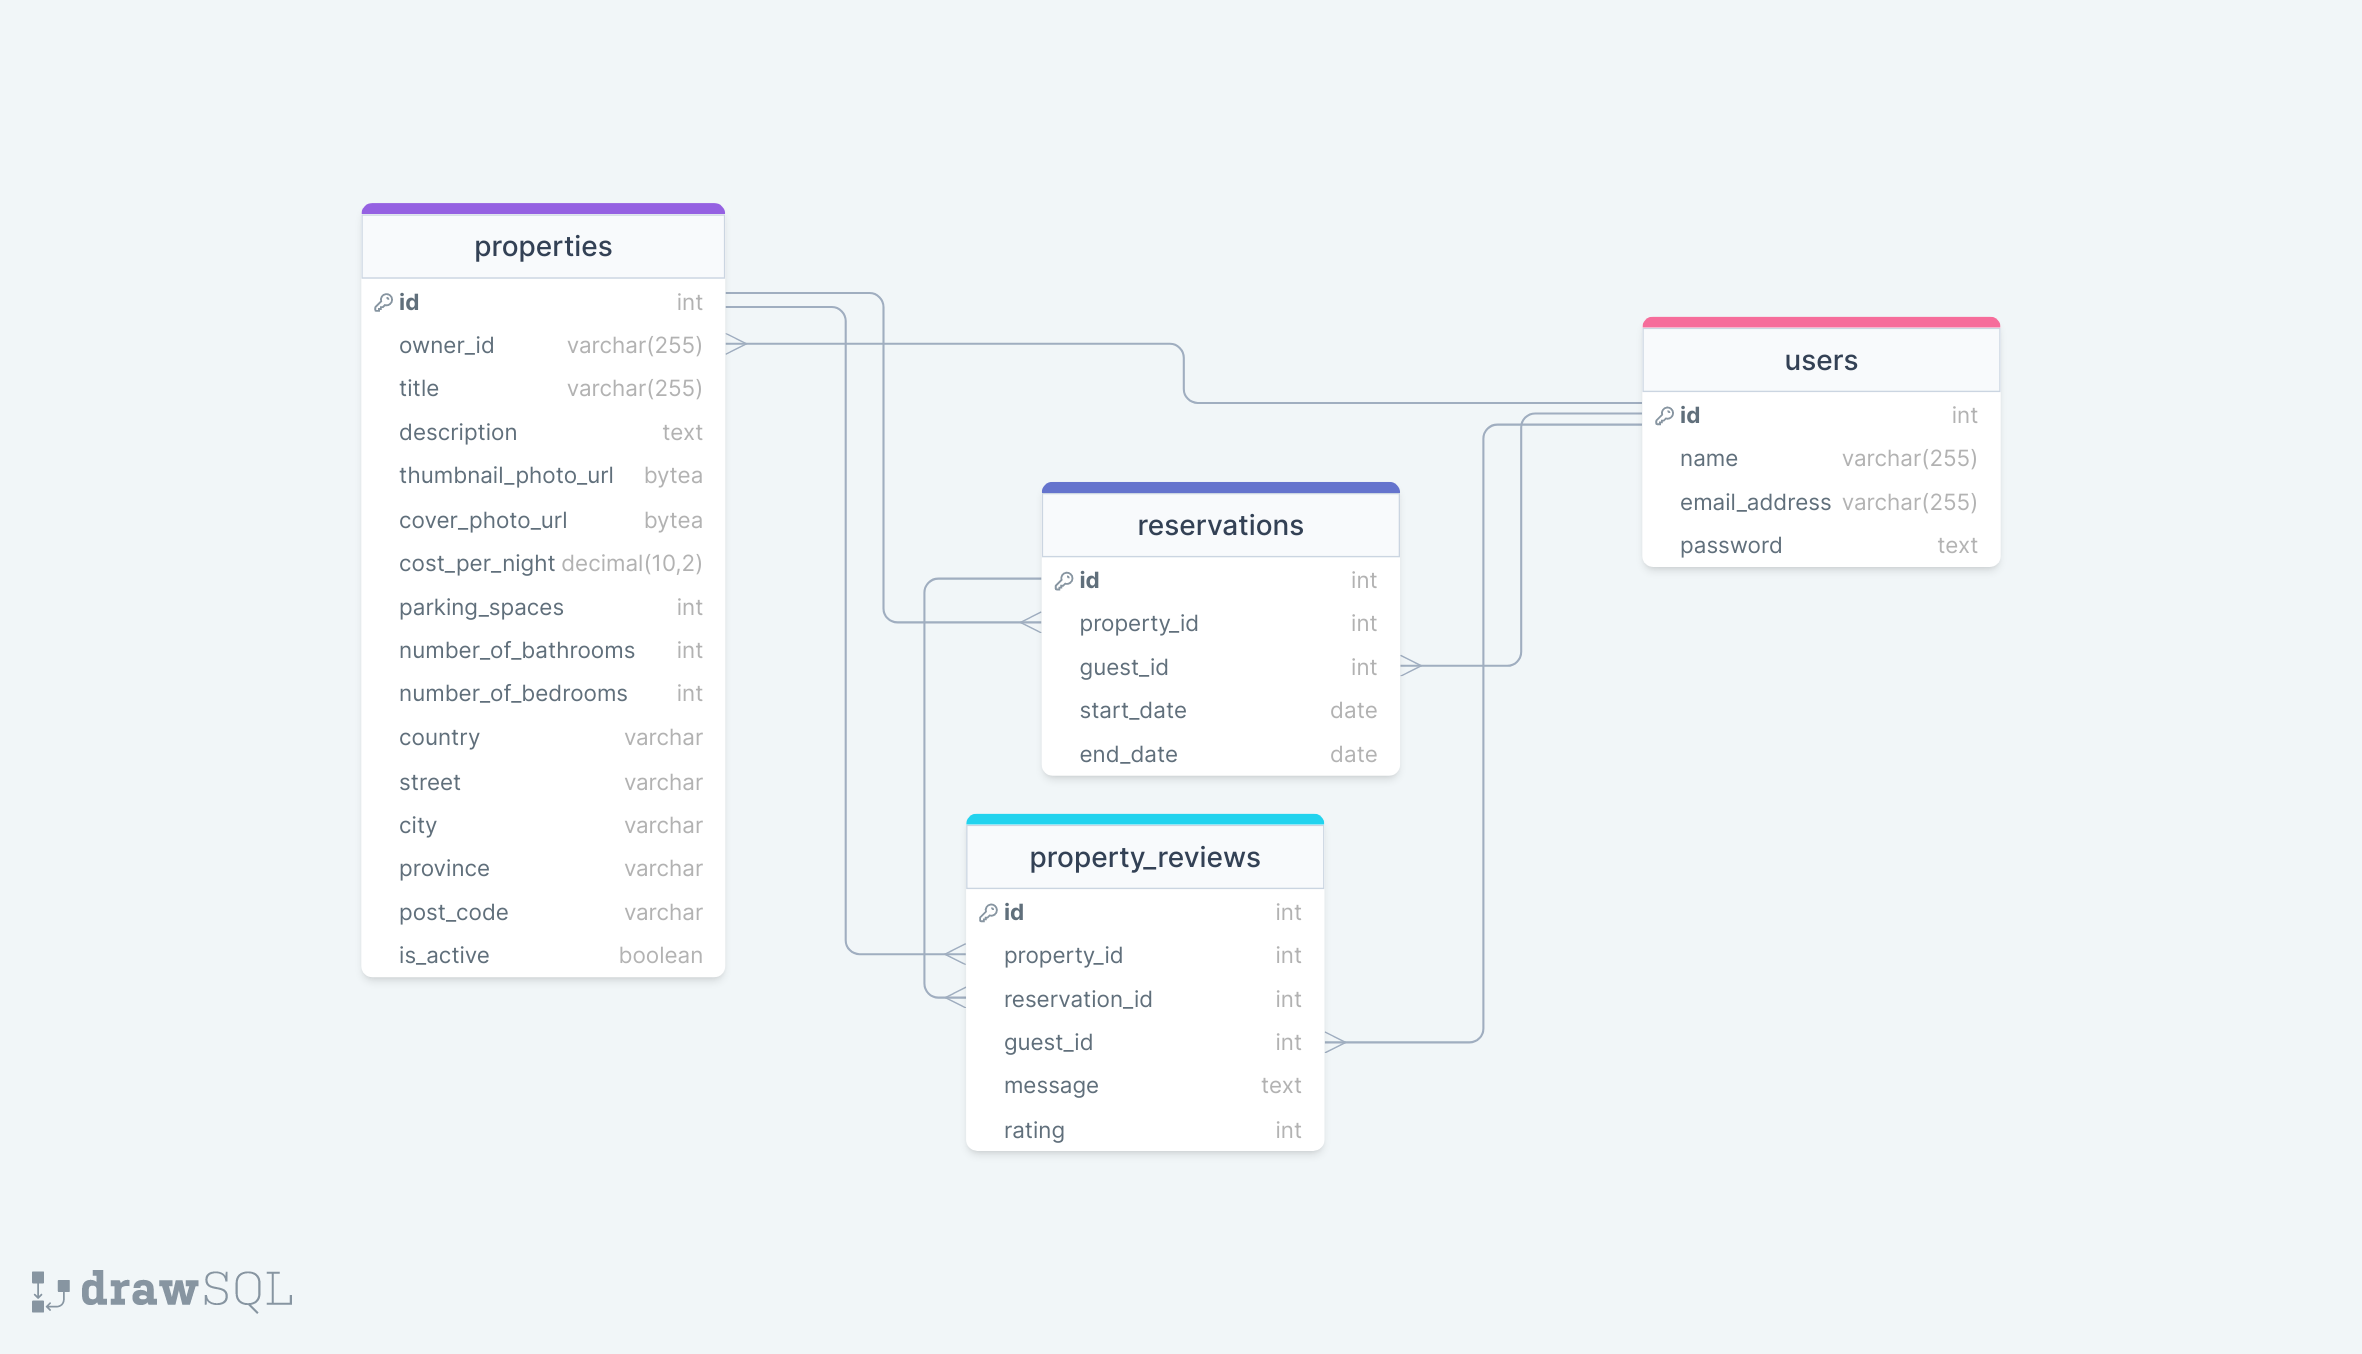 properties
id int
owner_id varchar(255)
title varchar(255)
description text
thumbnail_photo_url bytea
cover_photo_url bytea
cost_per_night decimal(10,2)
parking_spaces int
number_of_bathrooms int
number_of_bedrooms int
country varchar
street varchar
city varchar
province varchar
post_code varchar
is_active boolean
users
id int
name varchar(255)
email_address varchar(255)
password text
reservations
id int
property_id int
guest_id int
start_date date
end_date date
property_reviews
id int
property_id int
reservation_id int
guest_id int
message text
rating int
drawSQL